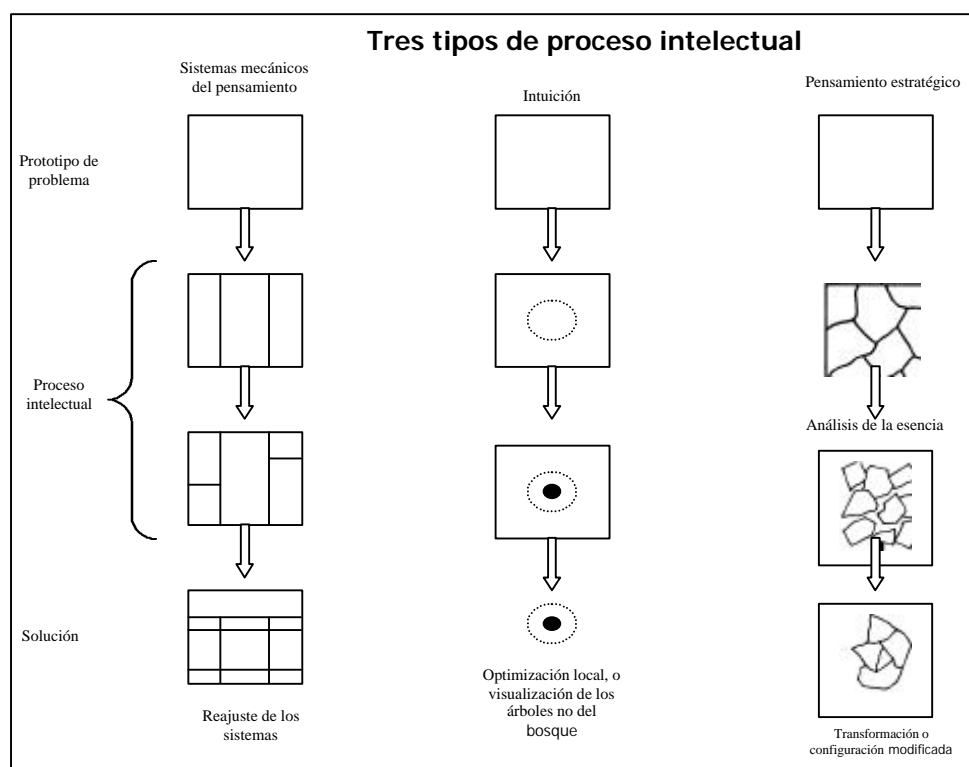 Tres tipos de proceso intelectual
Sistemas mecánicos
del pensamiento
Intuición
Pensamiento estratégico
Prototipo de
problema
Proceso
intelectual
Análisis de la esencia
Solución
Reajuste de los
sistemas
Optimización local, o
visualización de los
árboles no del
bosque
Transformación o
configuración modificada